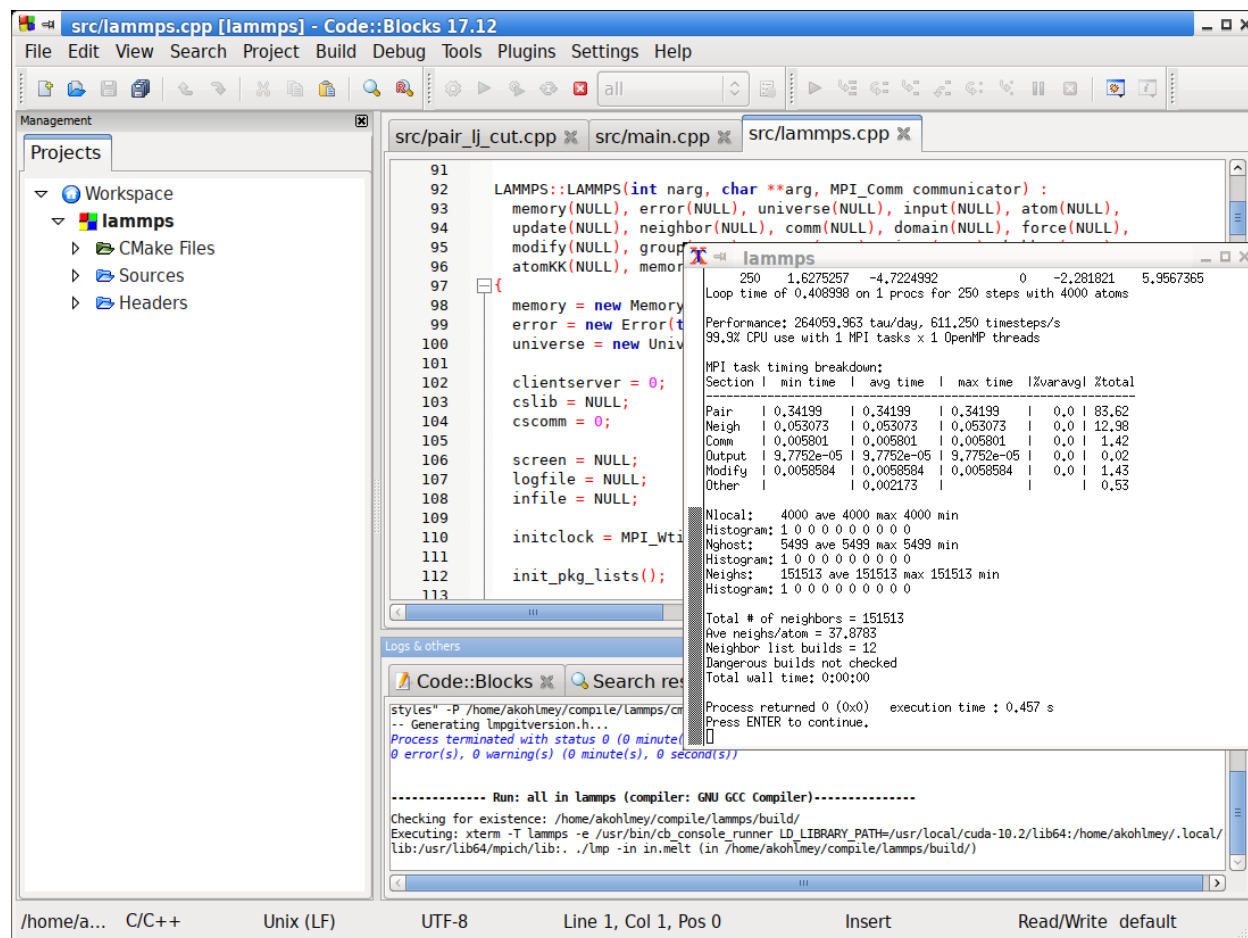 src/lammps.cpp [lammps] - Code::Blocks 17.12
File Edit View Search Project Build Debug Tools Plugins Settings Help
all
Management
Projects
Workspace
lammps
CMake Files
Sources
Headers
src/pair_lj_cut.cpp src/main.cpp src/lammps.cpp
91
92 LAMMPS::LAMMPS(int narg, char **arg, MPI_Comm communicator) :
93 memory(NULL), error(NULL), universe(NULL), input(NULL), atom(NULL),
94 update(NULL), neighbor(NULL), comm(NULL), domain(NULL), force(NULL),
95 modify(NULL), group
96 atomKK(NULL), memor
97 {
98 memory = new Memory
99 error = new Error(t
100 universe = new Univ
101
102 clientserver = 0;
103 cslib = NULL;
104 cscomm = 0;
105
106 screen = NULL;
107 logfile = NULL;
108 infile = NULL;
109
110 initclock = MPI_Wti
111
112 init_pkg_lists();
113
lammps
250 1.6275257 -4.7224992 0 -2.281821 5.9567365
Loop time of 0.408998 on 1 procs for 250 steps with 4000 atoms
Performance: 264059.963 tau/day, 611.250 timesteps/s
99.9% CPU use with 1 MPI tasks x 1 OpenMP threads
MPI task timing breakdown:
Section | min time | avg time | max time |%varavg| %total
---------------------------------------------------------------
Pair | 0.34199 | 0.34199 | 0.34199 | 0.0 | 83.62
Neigh | 0.053073 | 0.053073 | 0.053073 | 0.0 | 12.98
Comm | 0.005801 | 0.005801 | 0.005801 | 0.0 | 1.42
Output | 9.7752e-05 | 9.7752e-05 | 9.7752e-05 | 0.0 | 0.02
Modify | 0.0058584 | 0.0058584 | 0.0058584 | 0.0 | 1.43
Other | | 0.002173 | | | 0.53
Nlocal: 4000 ave 4000 max 4000 min
Histogram: 1 0 0 0 0 0 0 0 0 0
Nghost: 5499 ave 5499 max 5499 min
Histogram: 1 0 0 0 0 0 0 0 0 0
Neighs: 151513 ave 151513 max 151513 min
Histogram: 1 0 0 0 0 0 0 0 0 0
Total # of neighbors = 151513
Ave neighs/atom = 37.8783
Neighbor list builds = 12
Dangerous builds not checked
Total wall time: 0:00:00
Process returned 0 (0x0) execution time : 0.457 s
Press ENTER to continue.
Logs & others
Code::Blocks Search res
styles" -P /home/akohlmey/compile/lammps/cm
-- Generating lmpgitversion.h...
Process terminated with status 0 (0 minute(
0 error(s), 0 warning(s) (0 minute(s), 0 second(s))
-------------- Run: all in lammps (compiler: GNU GCC Compiler)---------------
Checking for existence: /home/akohlmey/compile/lammps/build/
Executing: xterm -T lammps -e /usr/bin/cb_console_runner LD_LIBRARY_PATH=/usr/local/cuda-10.2/lib64:/home/akohlmey/.local/
lib:/usr/lib64/mpich/lib:. ./lmp -in in.melt (in /home/akohlmey/compile/lammps/build/)
/home/a... C/C++ Unix (LF) UTF-8 Line 1, Col 1, Pos 0 Insert Read/Write default